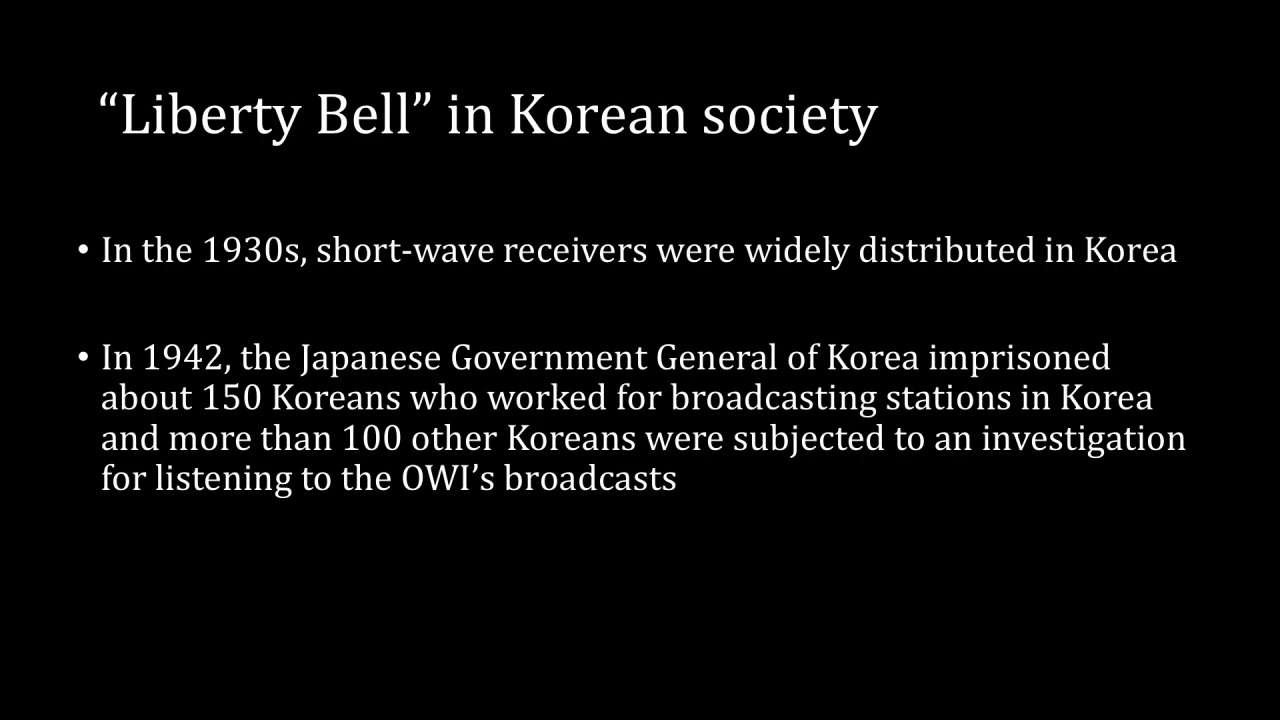 “Liberty Bell” in Korean society
• In the 1930s, short-wave receivers were widely distributed in Korea
• In 1942, the Japanese Government General of Korea imprisoned
about 150 Koreans who worked for broadcasting stations in Korea
and more than 100 other Koreans were subjected to an investigation
for listening to the OWI’s broadcasts